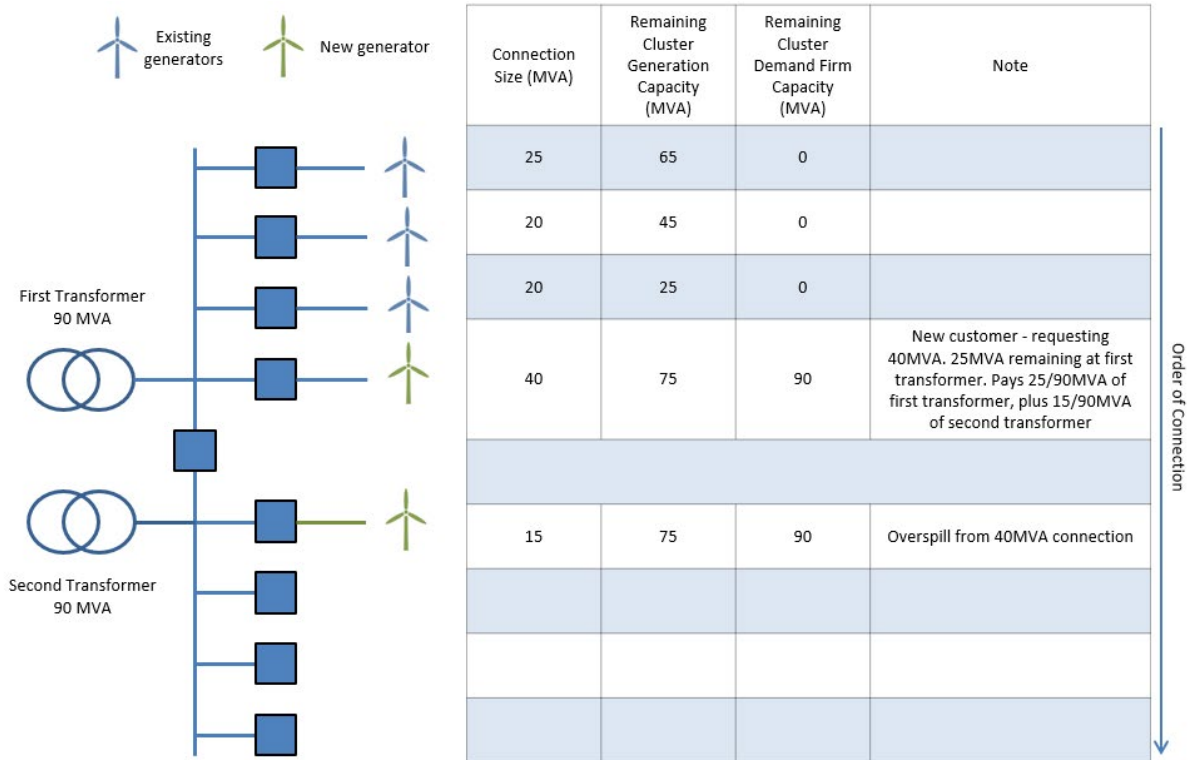 Existing
generators
New generator
Connection
Size (MVA)
Remaining
Cluster
Generation
Capacity
(MVA)
Remaining
Cluster
Demand Firm
Capacity
(MVA)
Note
25 65 0
20 45 0
20 25 0
First Transformer
90 MVA
40 75 90
New customer - requesting
40MVA. 25MVA remaining at first
transformer. Pays 25/90MVA of
first transformer, plus 15/90MVA
of second transformer
15 75 90 Overspill from 40MVA connection
Second Transformer
90 MVA
Order of Connection